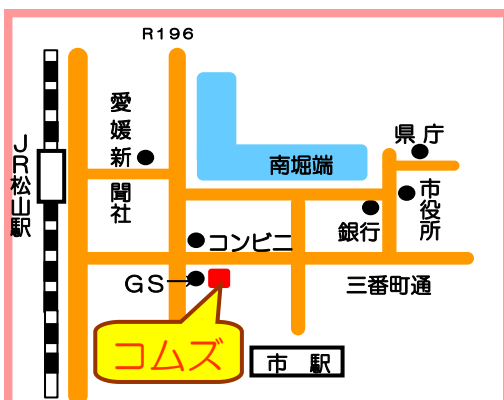 R196
愛媛新聞社
県庁
JR松山駅
南堀端
市役所
銀行
コンビニ
GS
三番町通
コムズ
市駅